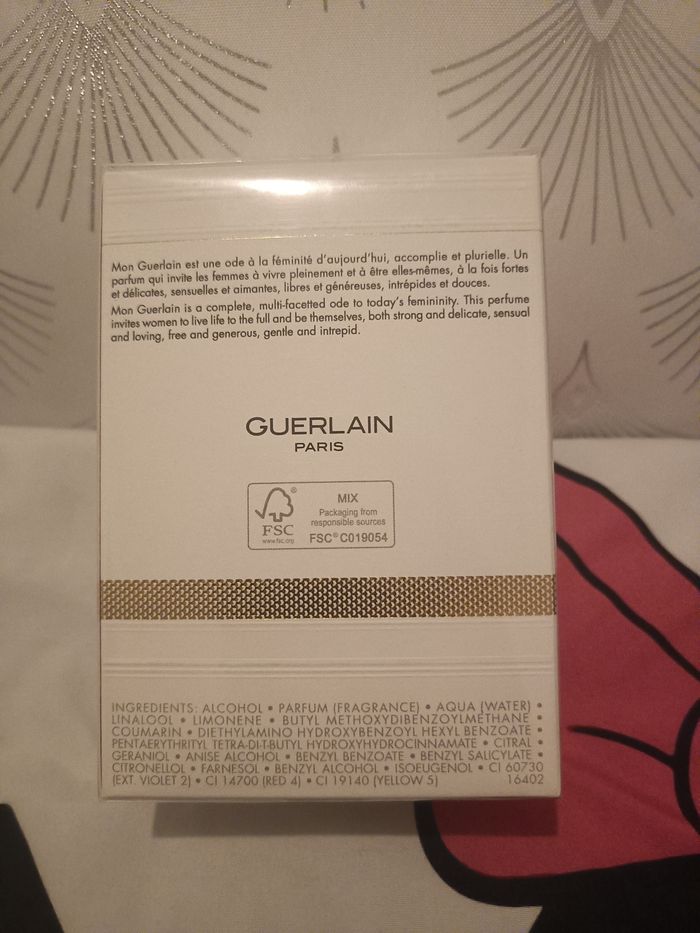 Mon Guerlain est une ode à la féminité d'aujourd'hui, accomplie et plurielle. Un
parfum qui invite les femmes à vivre pleinement et à être elles-mêmes, à la fois fortes
et délicates, sensuelles et aimantes, libres et généreuses, intrépides et douces.
Mon Guerlain is a complete, multi-facetted ode to today's femininity. This perfume
invites women to live life to the full and be themselves, both strong and delicate, sensual
and loving, free and generous, gentle and intrepid.
GUERLAIN
PARIS
®
FSC
www.fsc.org
MIX
Packaging from
responsible sources
FSC® C019054
INGREDIENTS: ALCOHOL • PARFUM (FRAGRANCE) • AQUA (WATER) •
LINALOOL • LIMONENE • BUTYL METHOXYDIBENZOYLMETHANE •
COUMARIN • DIETHYLAMINO HYDROXYBENZOYL HEXYL BENZOATE •
PENTAERYTHRITYL TETRA-DI-T-BUTYL HYDROXYHYDROCINNAMATE • CITRAL •
GERANIOL • ANISE ALCOHOL • BENZYL BENZOATE • BENZYL SALICYLATE •
CITRONELLOL • FARNESOL • BENZYL ALCOHOL • ISOEUGENOL • CI 60730
(EXT. VIOLET 2) • CI 14700 (RED 4) • CI 19140 (YELLOW 5) 16402